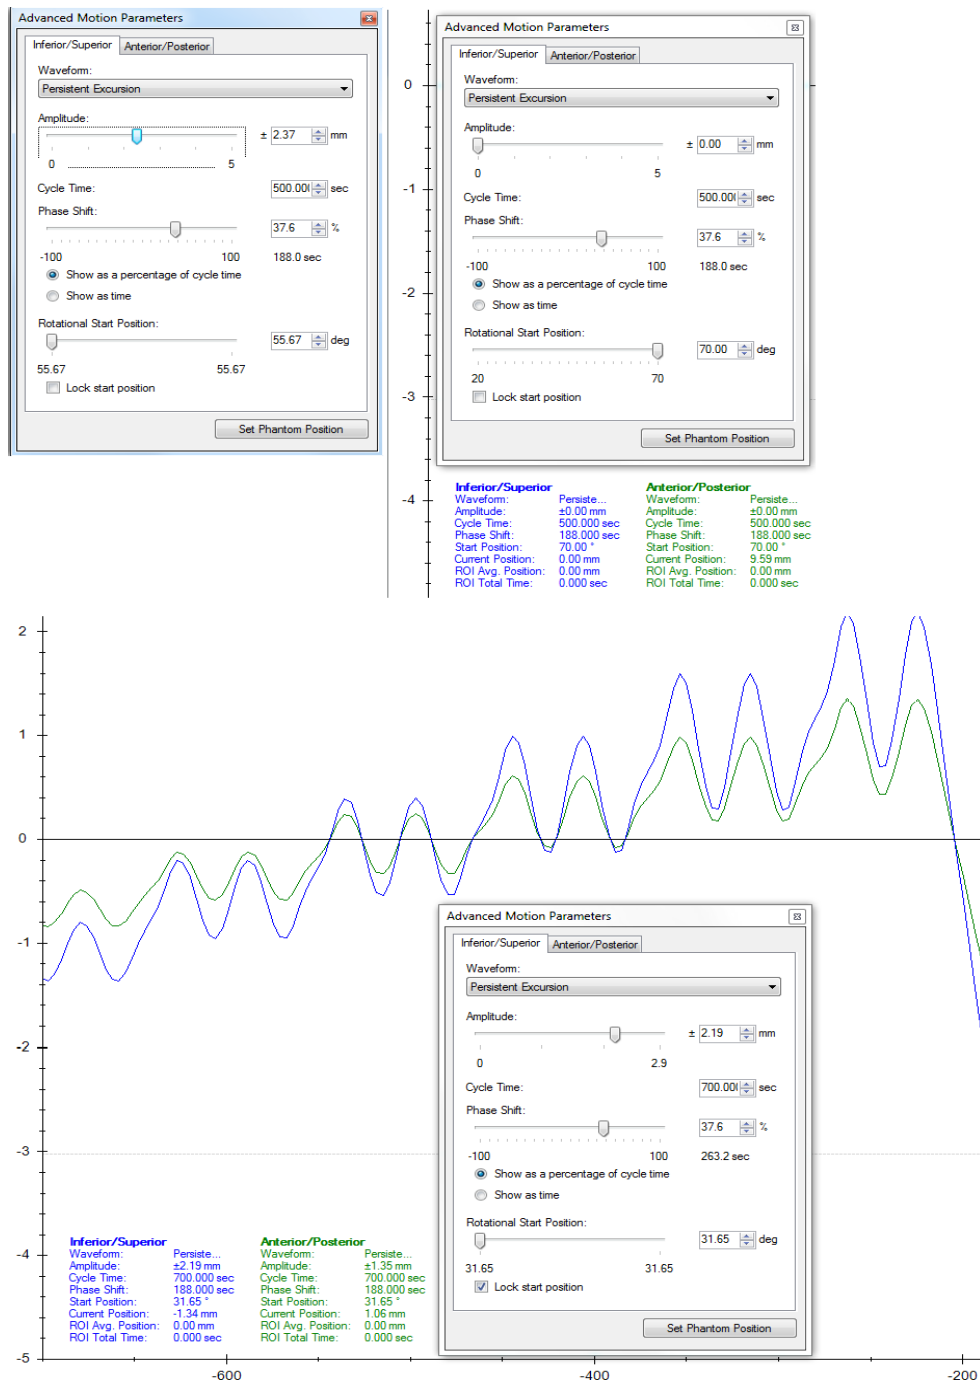 Advanced Motion Parameters
Inferior/Superior Anterior/Posterior
Waveform:
Persistent Excursion
Amplitude:
± 2.37 mm
0 5
Cycle Time: 500.00 sec
Phase Shift:
37.6 %
-100 100 188.0 sec
Show as a percentage of cycle time
Show as time
Rotational Start Position:
55.67 deg
55.67 55.67
Lock start position
Set Phantom Position
0
-1
-2
-3
-4
Advanced Motion Parameters
Inferior/Superior Anterior/Posterior
Waveform:
Persistent Excursion
Amplitude:
± 0.00 mm
0 5
Cycle Time: 500.00 sec
Phase Shift:
37.6 %
-100 100 188.0 sec
Show as a percentage of cycle time
Show as time
Rotational Start Position:
70.00 deg
20 70
Lock start position
Set Phantom Position
Inferior/Superior
Waveform: Persiste...
Amplitude: ±0.00 mm
Cycle Time: 500.000 sec
Phase Shift: 188.000 sec
Start Position: 70.00 °
Current Position: 0.00 mm
ROI Avg. Position: 0.00 mm
ROI Total Time: 0.000 sec
Anterior/Posterior
Waveform: Persiste...
Amplitude: ±0.00 mm
Cycle Time: 500.000 sec
Phase Shift: 188.000 sec
Start Position: 70.00 °
Current Position: 9.59 mm
ROI Avg. Position: 0.00 mm
ROI Total Time: 0.000 sec
2
1
0
-1
-2
-3
-4
-5
-600 -400 -200
Advanced Motion Parameters
Inferior/Superior Anterior/Posterior
Waveform:
Persistent Excursion
Amplitude:
± 2.19 mm
0 2.9
Cycle Time: 700.00 sec
Phase Shift:
37.6 %
-100 100 263.2 sec
Show as a percentage of cycle time
Show as time
Rotational Start Position:
31.65 deg
31.65 31.65
Lock start position
Set Phantom Position
Inferior/Superior
Waveform: Persiste...
Amplitude: ±2.19 mm
Cycle Time: 700.000 sec
Phase Shift: 188.000 sec
Start Position: 31.65 °
Current Position: -1.34 mm
ROI Avg. Position: 0.00 mm
ROI Total Time: 0.000 sec
Anterior/Posterior
Waveform: Persiste...
Amplitude: ±1.35 mm
Cycle Time: 700.000 sec
Phase Shift: 188.000 sec
Start Position: 31.65 °
Current Position: 1.06 mm
ROI Avg. Position: 0.00 mm
ROI Total Time: 0.000 sec